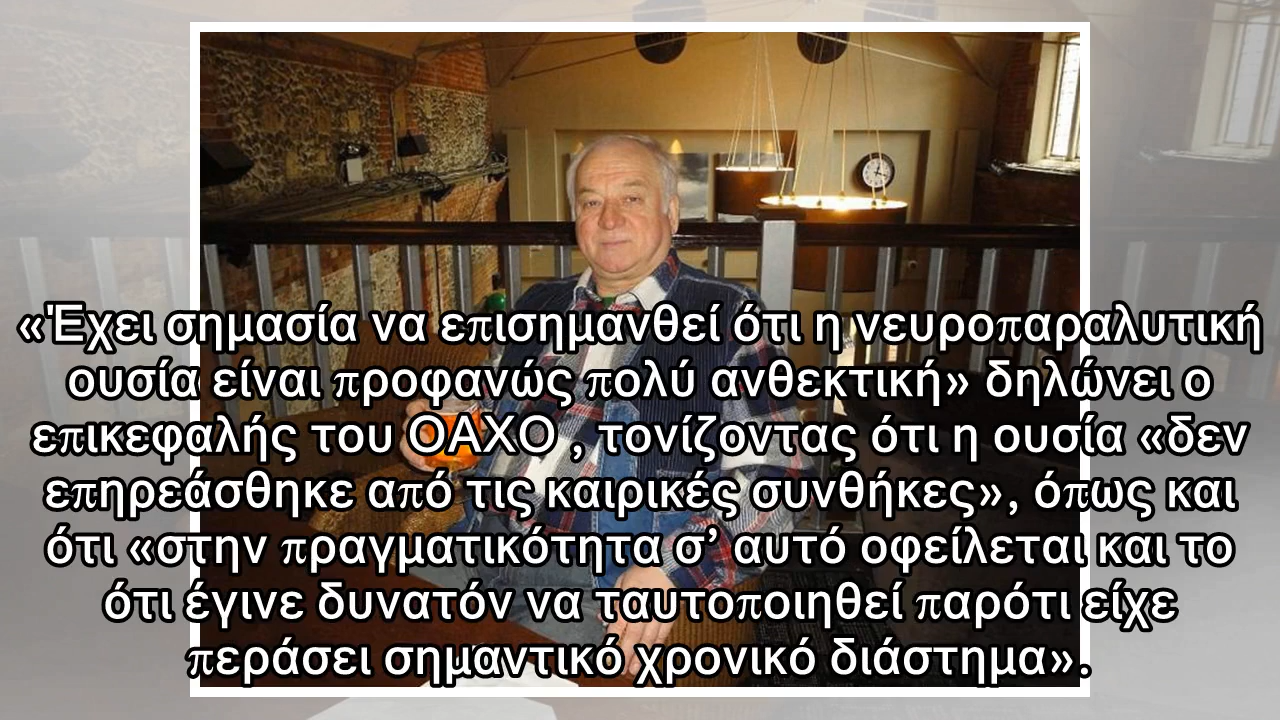 «Έχει σημασία να επισημανθεί ότι η νευροπαραλυτική
ουσία είναι προφανώς πολύ ανθεκτική» δηλώνει ο
επικεφαλής του ΟΑΧΟ , τονίζοντας ότι η ουσία «δεν
επηρεάσθηκε από τις καιρικές συνθήκες», όπως και
ότι «στην πραγματικότητα σ’ αυτό οφείλεται και το
ότι έγινε δυνατόν να ταυτοποιηθεί παρότι είχε
περάσει σημαντικό χρονικό διάστημα».